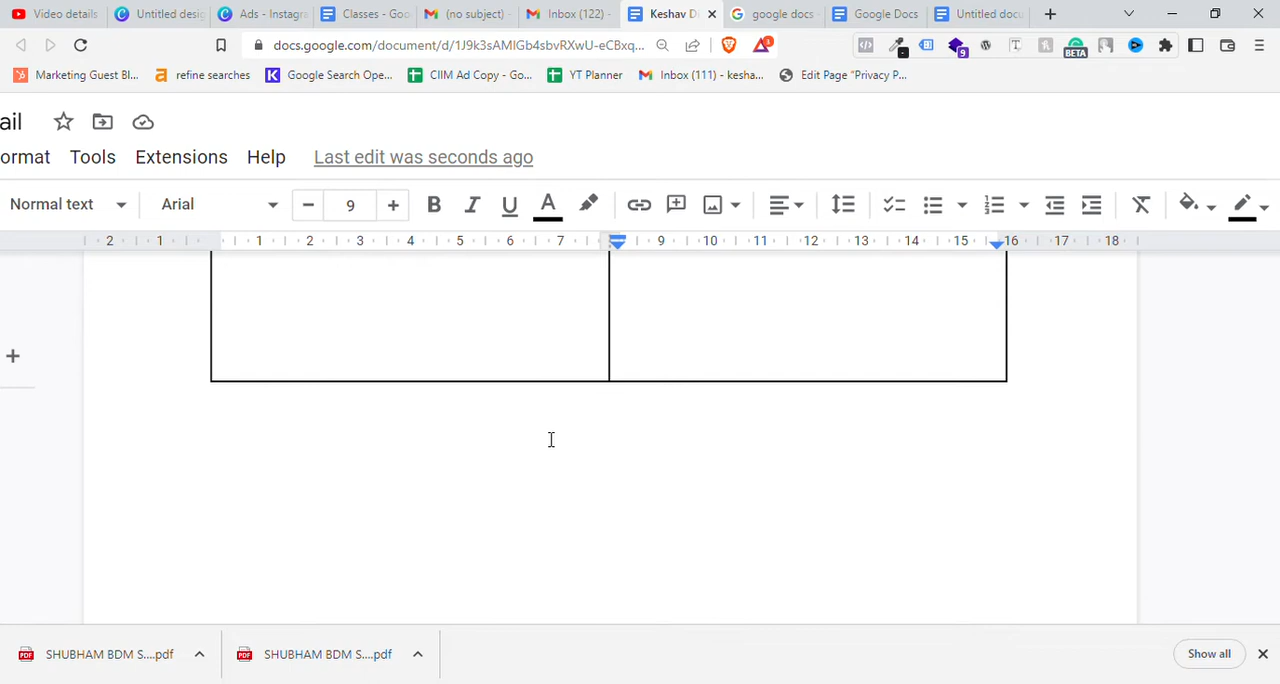 Video details
Untitled desi
Ads - Instagra
Classes - Goo
(no subject) -
Inbox (122) -
Keshav Di
google docs
Google Docs
Untitled docu
docs.google.com/document/d/1J9k3sAMIGb4sbvRXwU-eCBxq...
Marketing Guest Bl...
refine searches
Google Search Ope...
CIIM Ad Copy - Go...
YT Planner
Inbox (111) - kesha...
Edit Page "Privacy P...
9
BETA
ail
ormat Tools Extensions Help Last edit was seconds ago
Normal text Arial 9
2 1 1 2 3 4 5 6 7 9 10 11 12 13 14 15 16 17 18
SHUBHAM BDM S....pdf
SHUBHAM BDM S....pdf
Show all